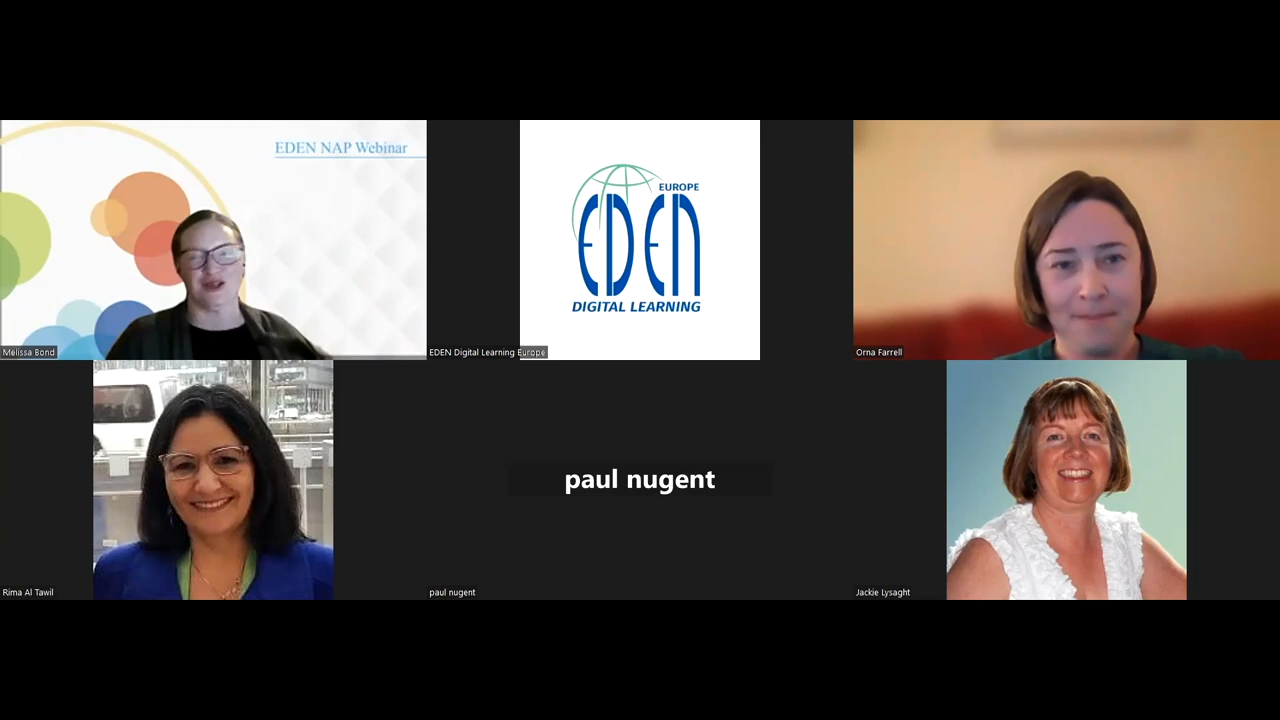 EDEN NAP Webinar
Melissa Bond
EUROPE
EDEN
DIGITAL LEARNING
EDEN Digital Learning Europe
Orna Farrell
Rima Al Tawil
paul nugent
paul nugent
Jackie Lysaght